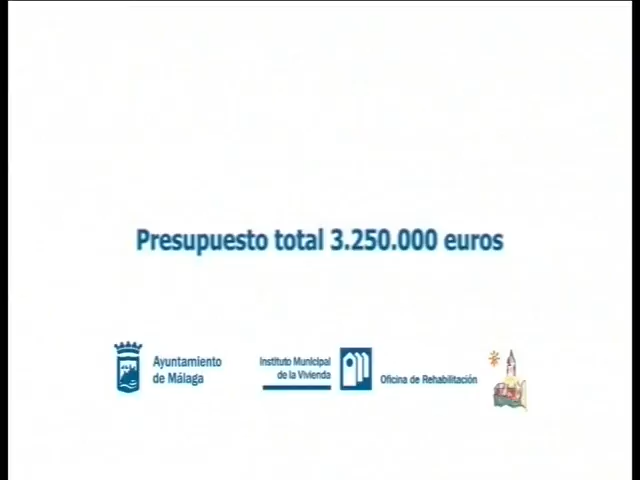 Presupuesto total 3.250.000 euros
Ayuntamiento
de Málaga
Instituto Municipal
de la Vivienda
Oficina de Rehabilitación